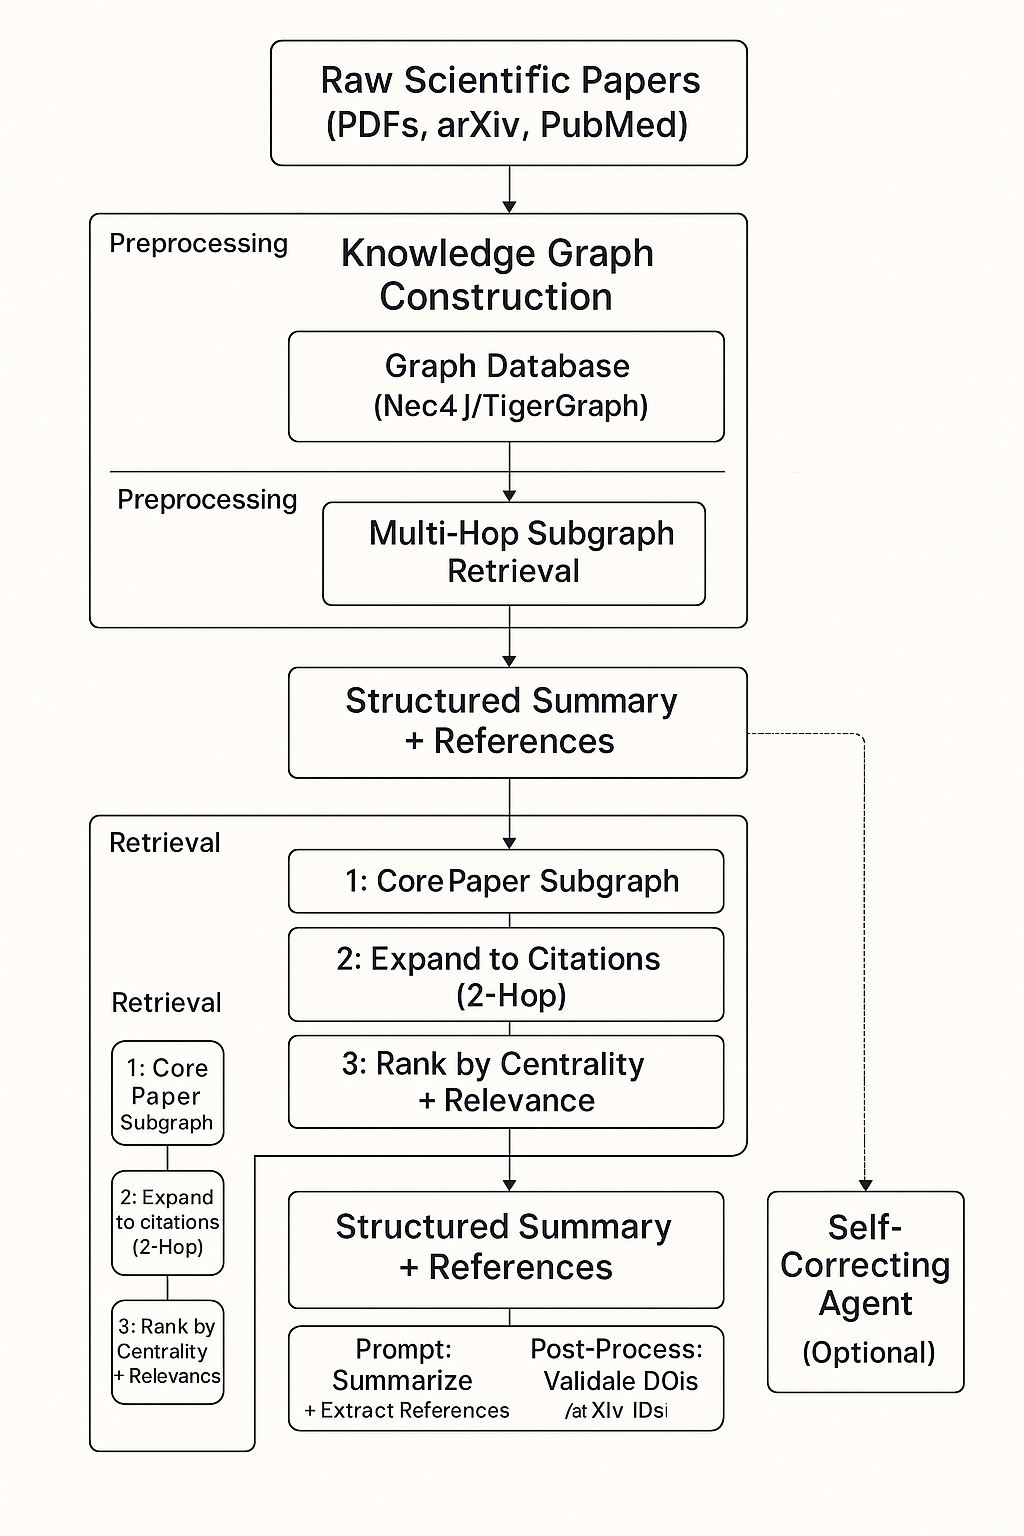 Raw Scientific Papers
(PDFs, arXiv, PubMed)
Preprocessing
Knowledge Graph
Construction
Graph Database
(Nec4 J/TigerGraph)
Preprocessing
Multi-Hop Subgraph
Retrieval
Structured Summary
+ References
Retrieval
1: Core Paper Subgraph
2: Expand to Citations
(2-Hop)
3: Rank by Centrality
+ Relevance
Retrieval
1: Core
Paper
Subgraph
2: Expand
to citations
(2-Hop)
3: Rank by
Centrality
+ Relevancs
Structured Summary
+ References
Prompt:
Summarize
+ Extract References
Post-Process:
Validale DOis
/at XIv IDsi
Self-
Correcting
Agent
(Optional)